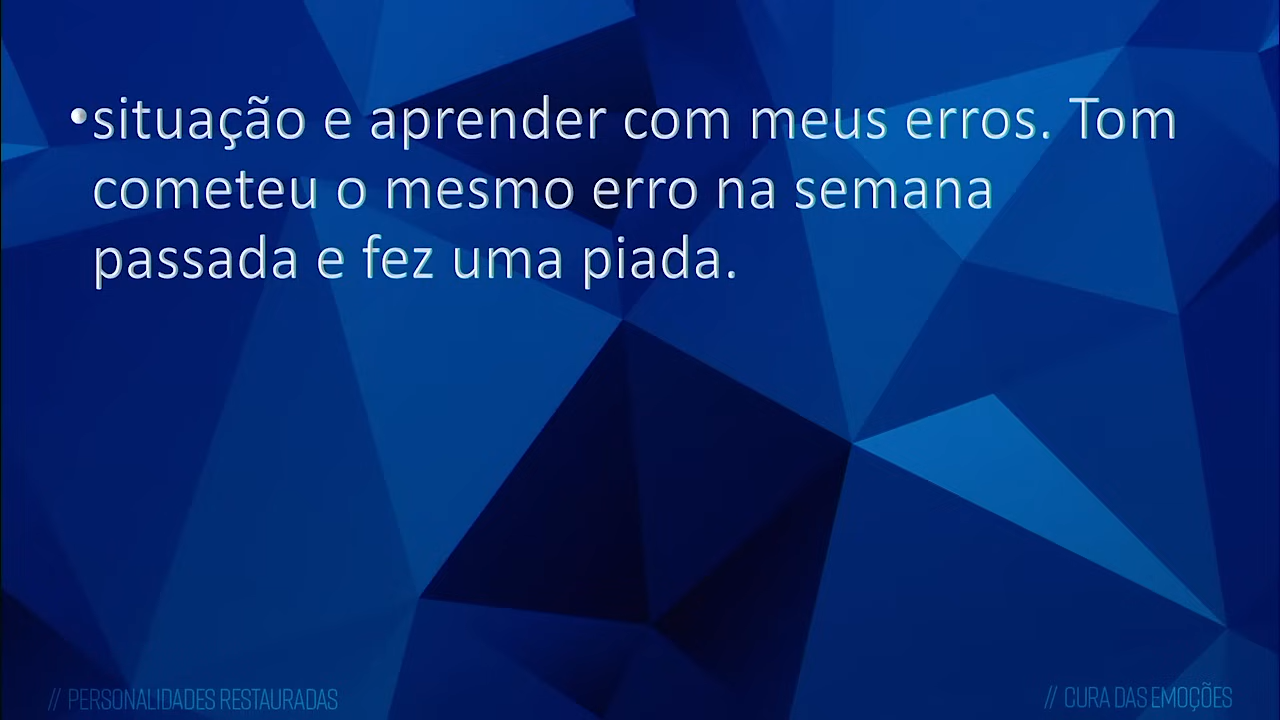 •situação e aprender com meus erros. Tom
cometeu o mesmo erro na semana
passada e fez uma piada.
// PERSONALIDADES RESTAURADAS
// CURA DAS EMOÇÕES